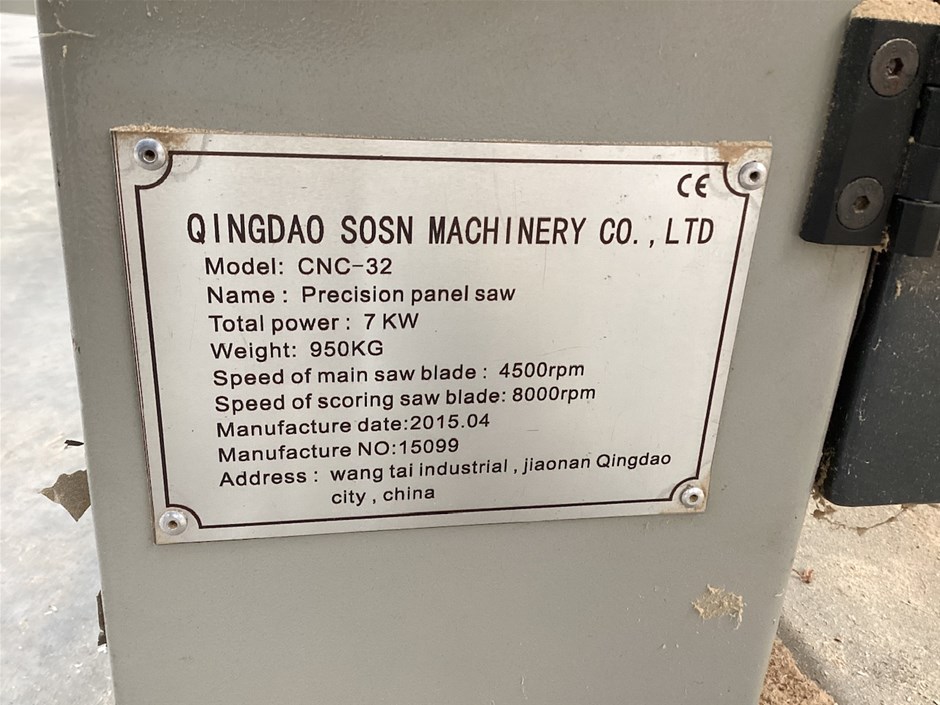 CE
QINGDAO SOSN MACHINERY CO.,LTD
Model: CNC-32
Name : Precision panel saw
Total power : 7 KW
Weight: 950KG
Speed of main saw blade : 4500rpm
Speed of scoring saw blade: 8000rpm
Manufacture date:2015.04
Manufacture NO:15099
Address : wang tai industrial , jiaonan Qingdao
city , china